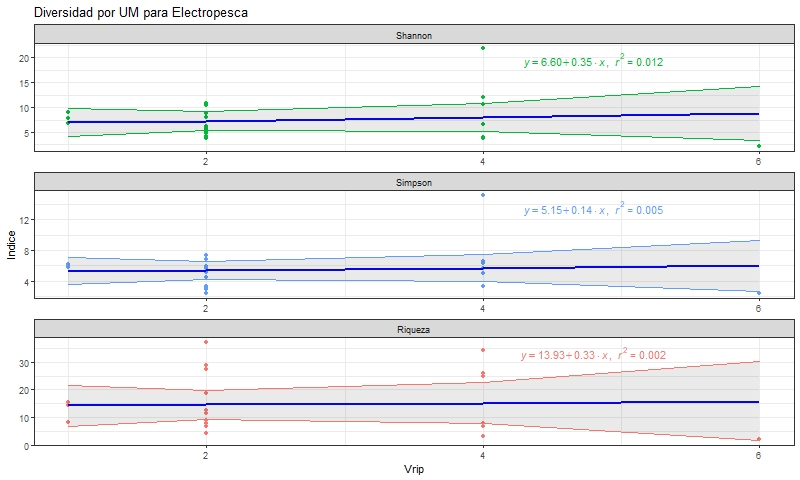 Diversidad por UM para Electropesca
Shannon
y = 6.60+0.35 · x,  r² = 0.012
20
15
10
5
2 4 6
Simpson
y = 5.15+0.14 · x,  r² = 0.005
12
8
4
2 4 6
Indice
Riqueza
y = 13.93+0.33 · x,  r² = 0.002
30
20
10
0
2 4 6
Vrip